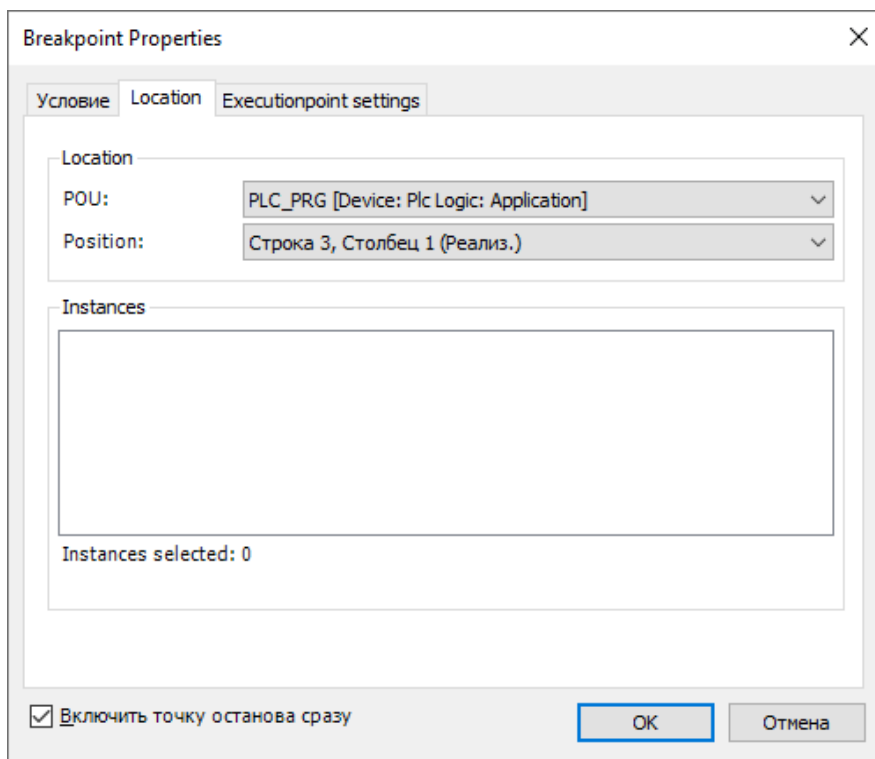 Breakpoint Properties
Условие Location Executionpoint settings
Location
POU: PLC_PRG [Device: Plc Logic: Application]
Position: Строка 3, Столбец 1 (Реализ.)
Instances
Instances selected: 0
Включить точку останова сразу OK Отмена